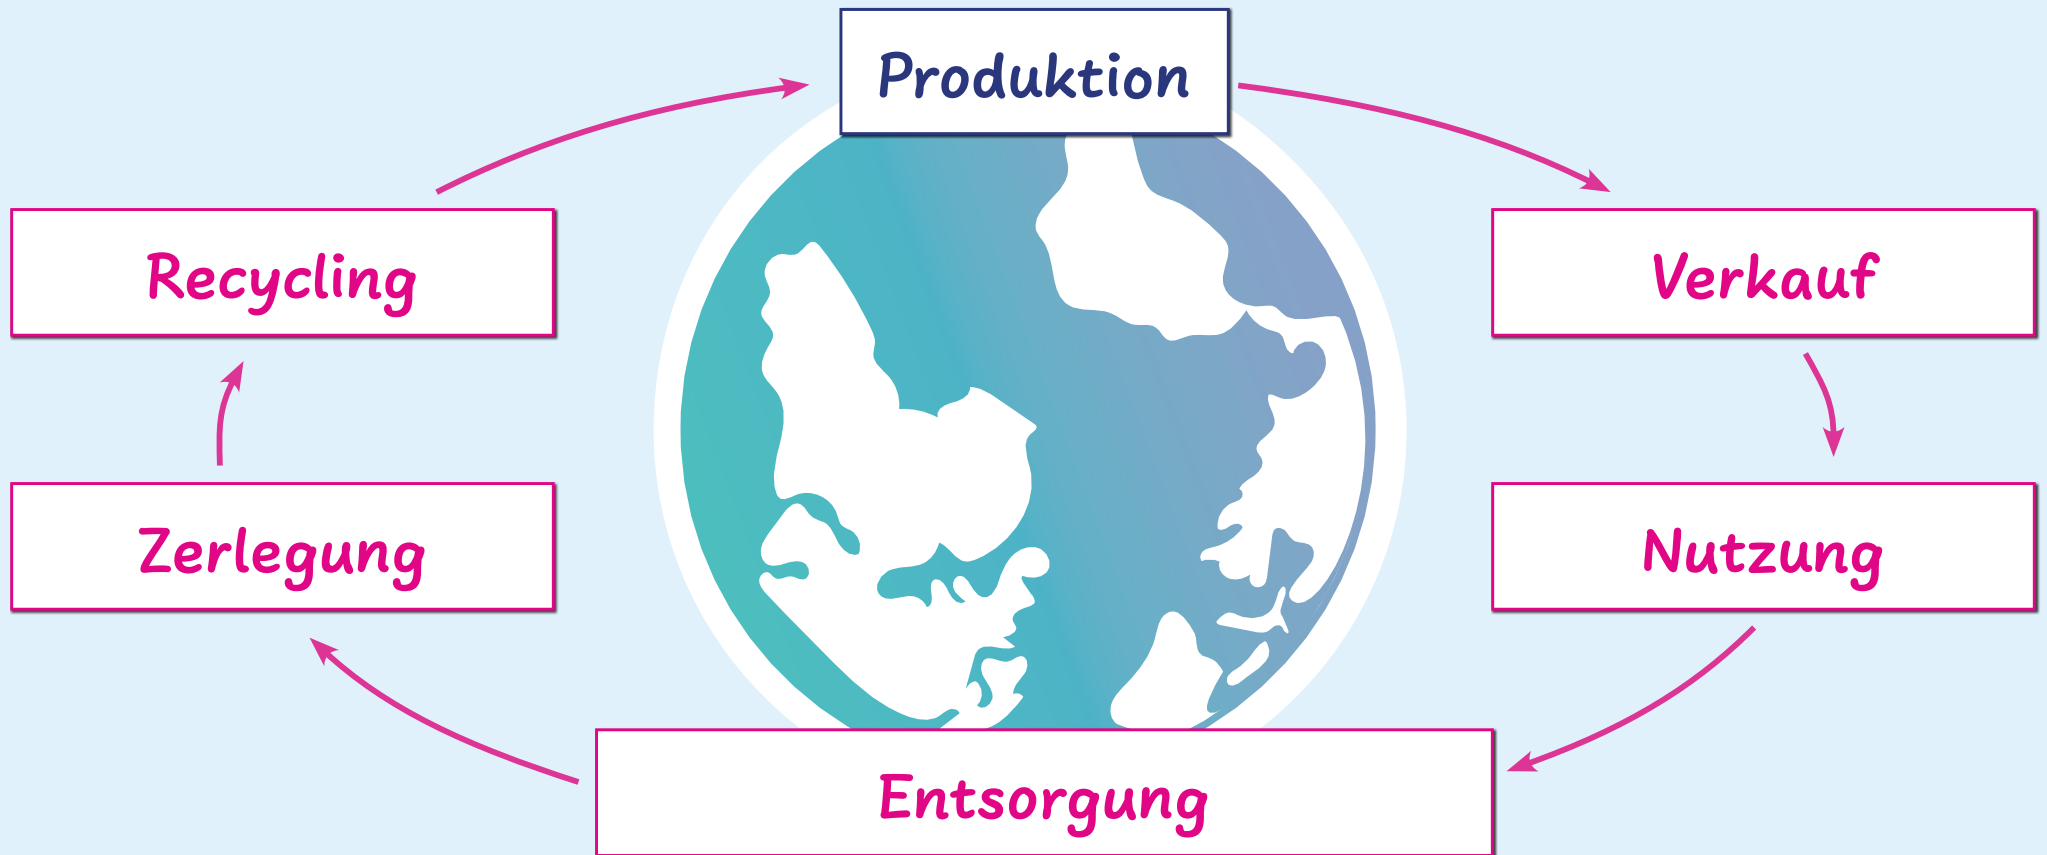 Produktion
Verkauf
Nutzung
Entsorgung
Zerlegung
Recycling